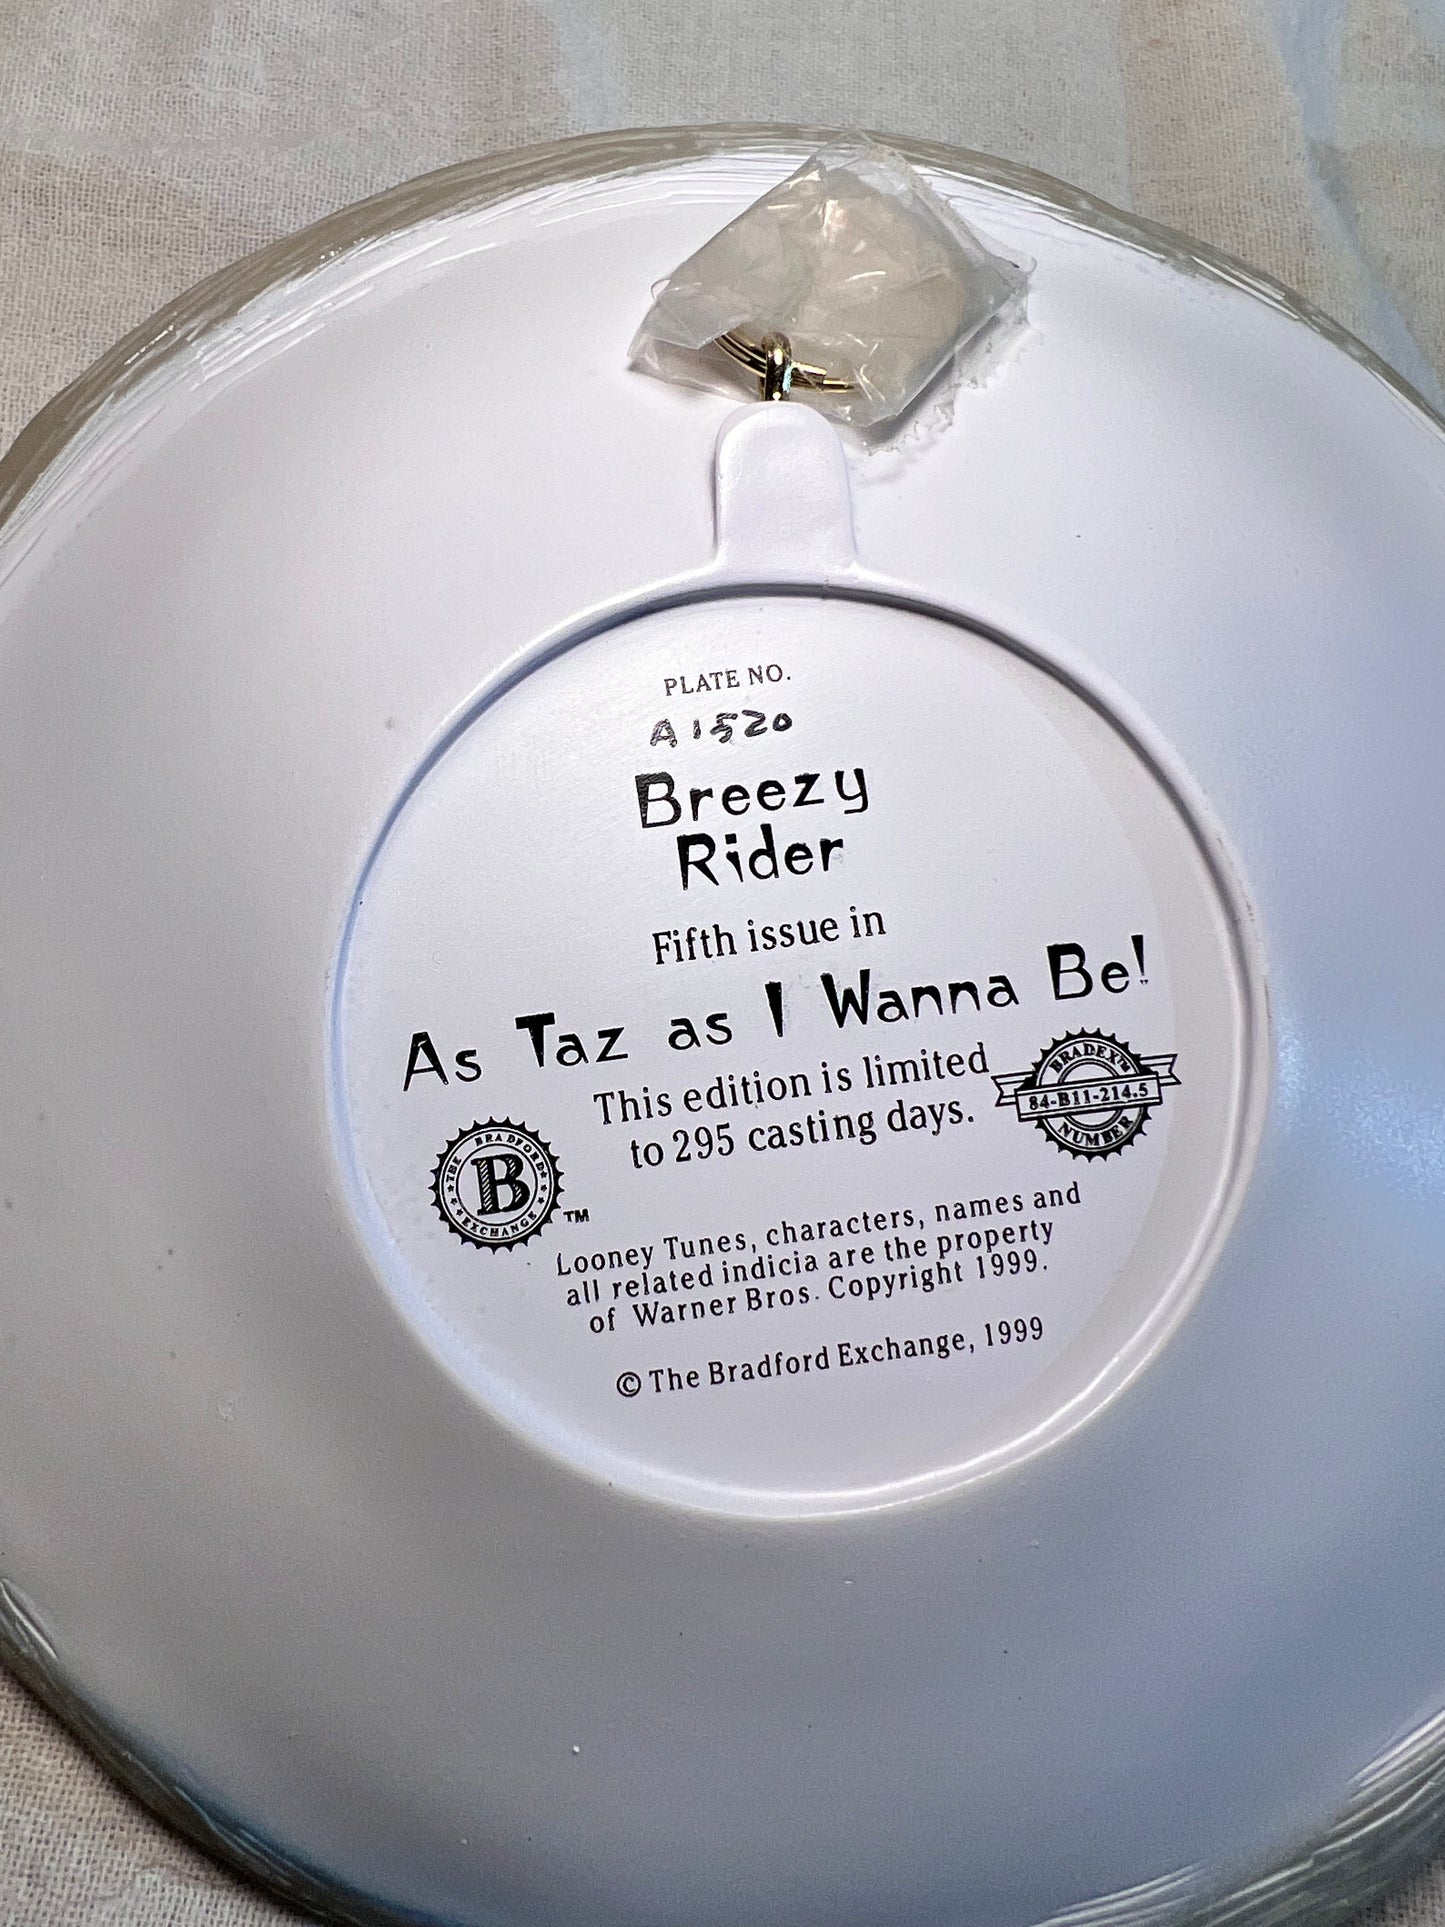 PLATE NO.
A1520
Breezy
Rider
Fifth issue in
As Taz as I Wanna Be!
This edition is limited
to 295 casting days.
BRADEX™
84-B11-214.5
NUMBER
THE BRADFORD EXCHANGE
B
TM
Looney Tunes, characters, names and
all related indicia are the property
of Warner Bros. Copyright 1999.
© The Bradford Exchange, 1999